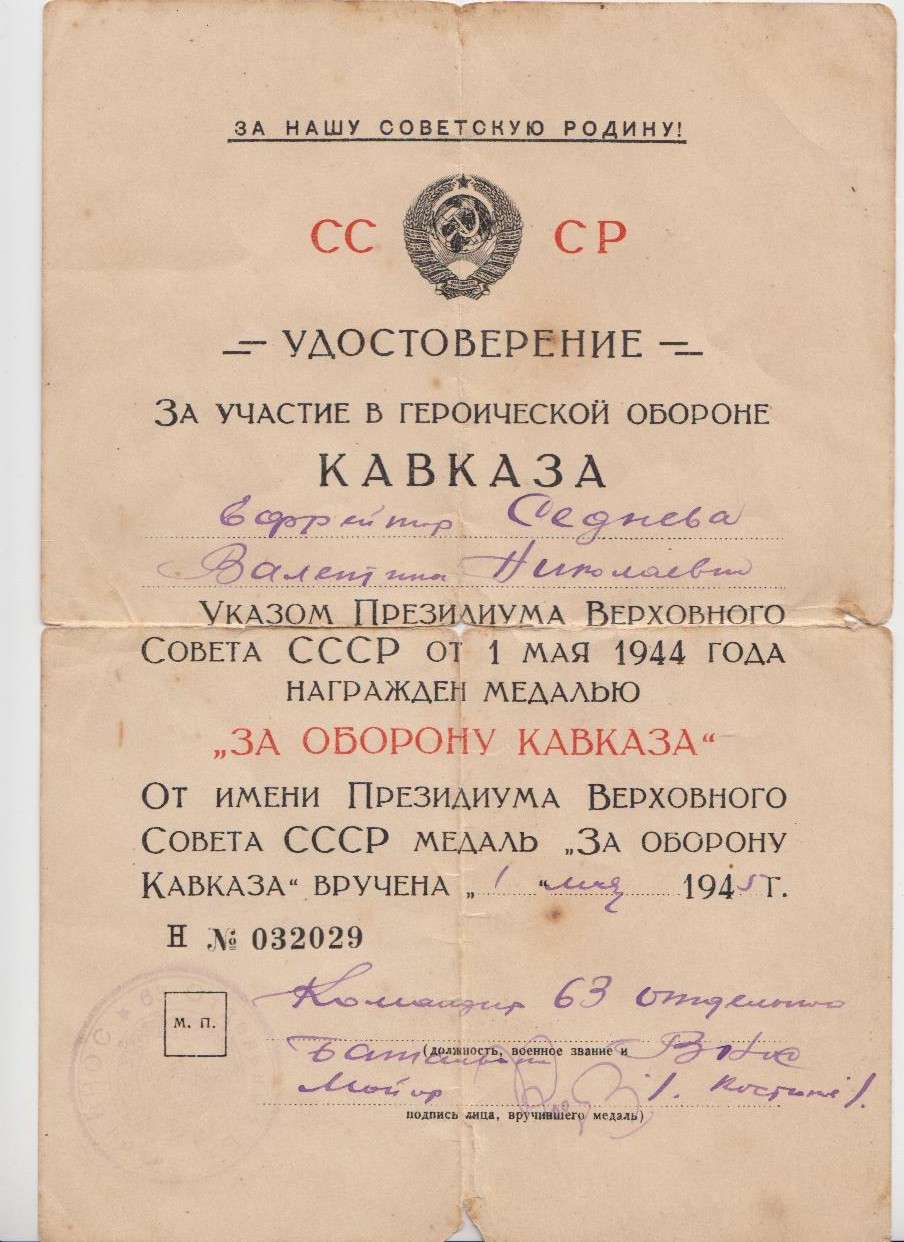 ЗА НАШУ СОВЕТСКУЮ РОДИНУ!
СССР
УДОСТОВЕРЕНИЕ
ЗА УЧАСТИЕ В ГЕРОИЧЕСКОЙ ОБОРОНЕ
КАВКАЗА
Ефрейтор Седнева
Валентина Николаевна
УКАЗОМ ПРЕЗИДИУМА ВЕРХОВНОГО
СОВЕТА СССР ОТ 1 МАЯ 1944 ГОДА
НАГРАЖДЕН МЕДАЛЬЮ
„ЗА ОБОРОНУ КАВКАЗА“
ОТ ИМЕНИ ПРЕЗИДИУМА ВЕРХОВНОГО
СОВЕТА СССР МЕДАЛЬ „ЗА ОБОРОНУ
КАВКАЗА“ ВРУЧЕНА „1“ мая 1945 Г.
Н № 032029
Командир 63 отдельного
М. П.
(должность, военное звание и
Батальона ВНОС
Майор /. Костин /.
подпись лица, вручившего медаль)